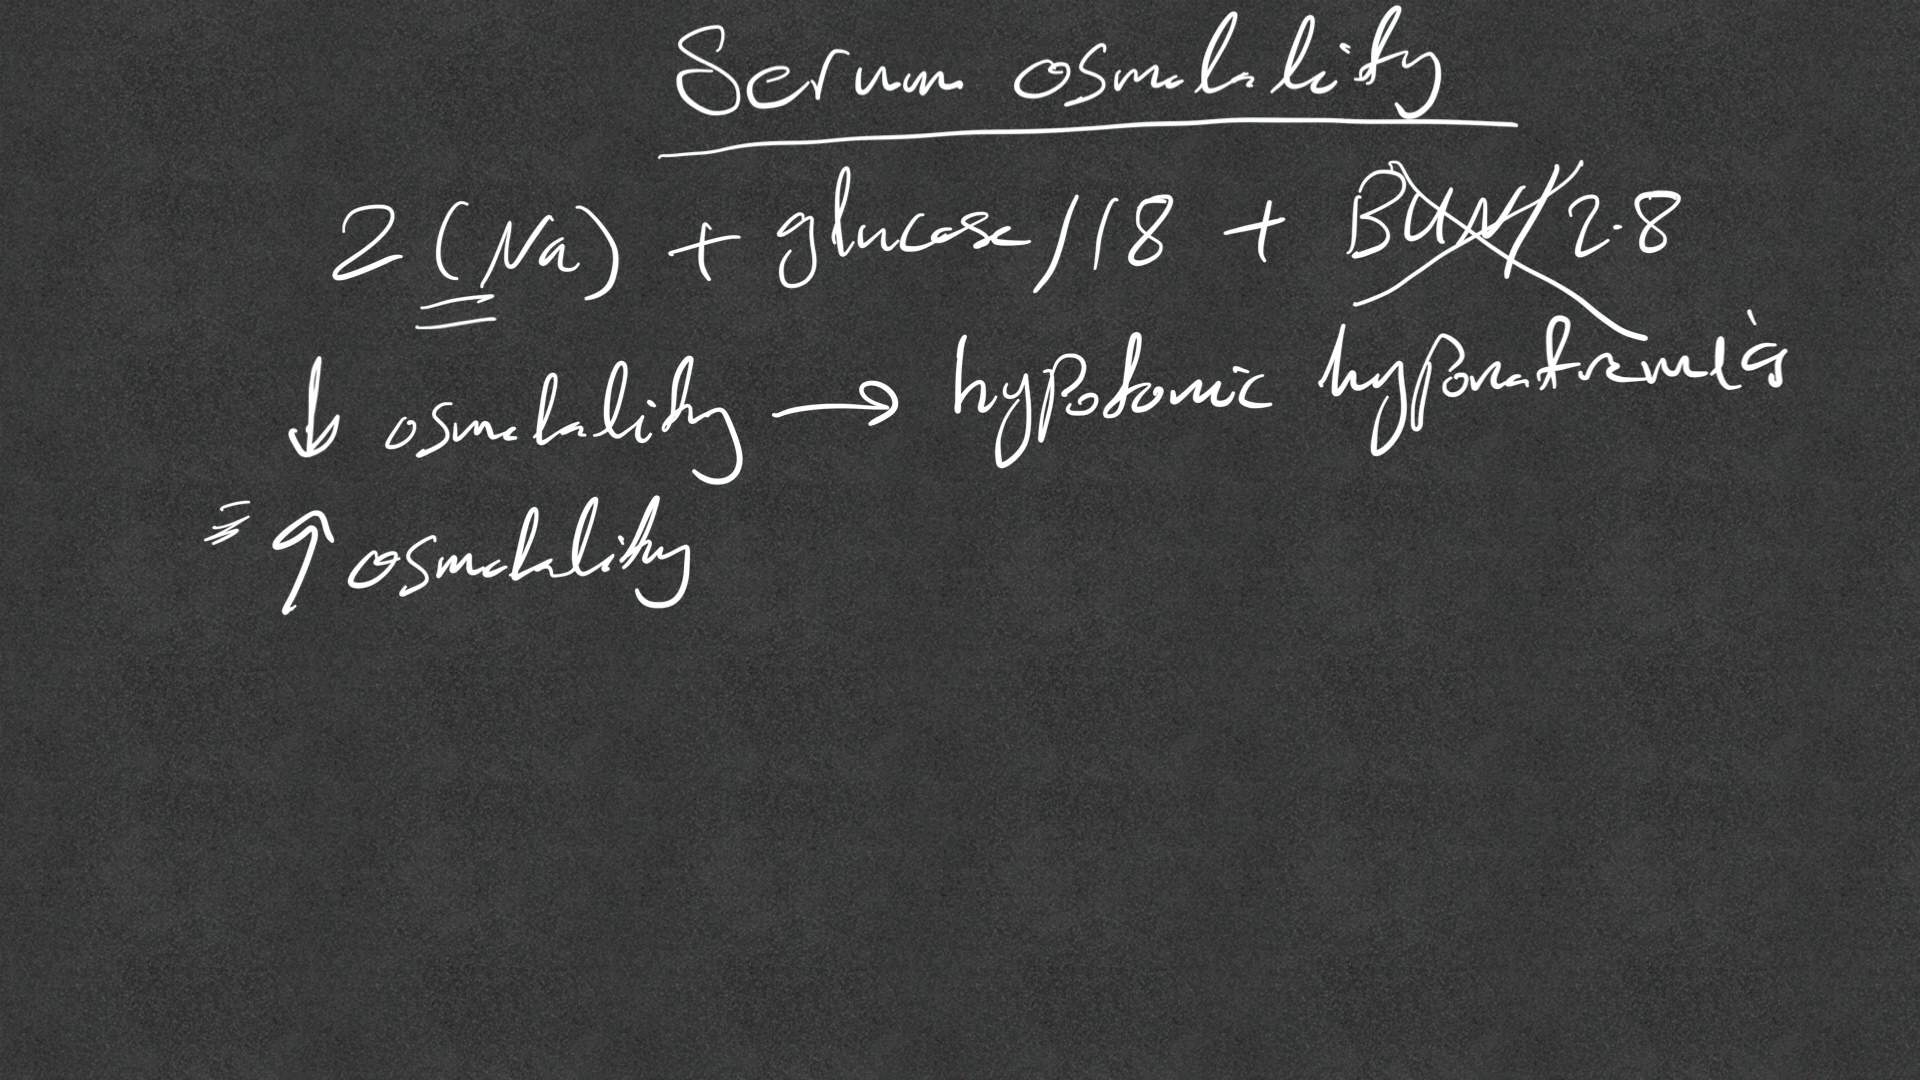 Serum osmolality
2 (Na) + glucose / 18 + BUN / 2.8
↓ osmolality → hypotonic hyponatremia
↑ osmolality